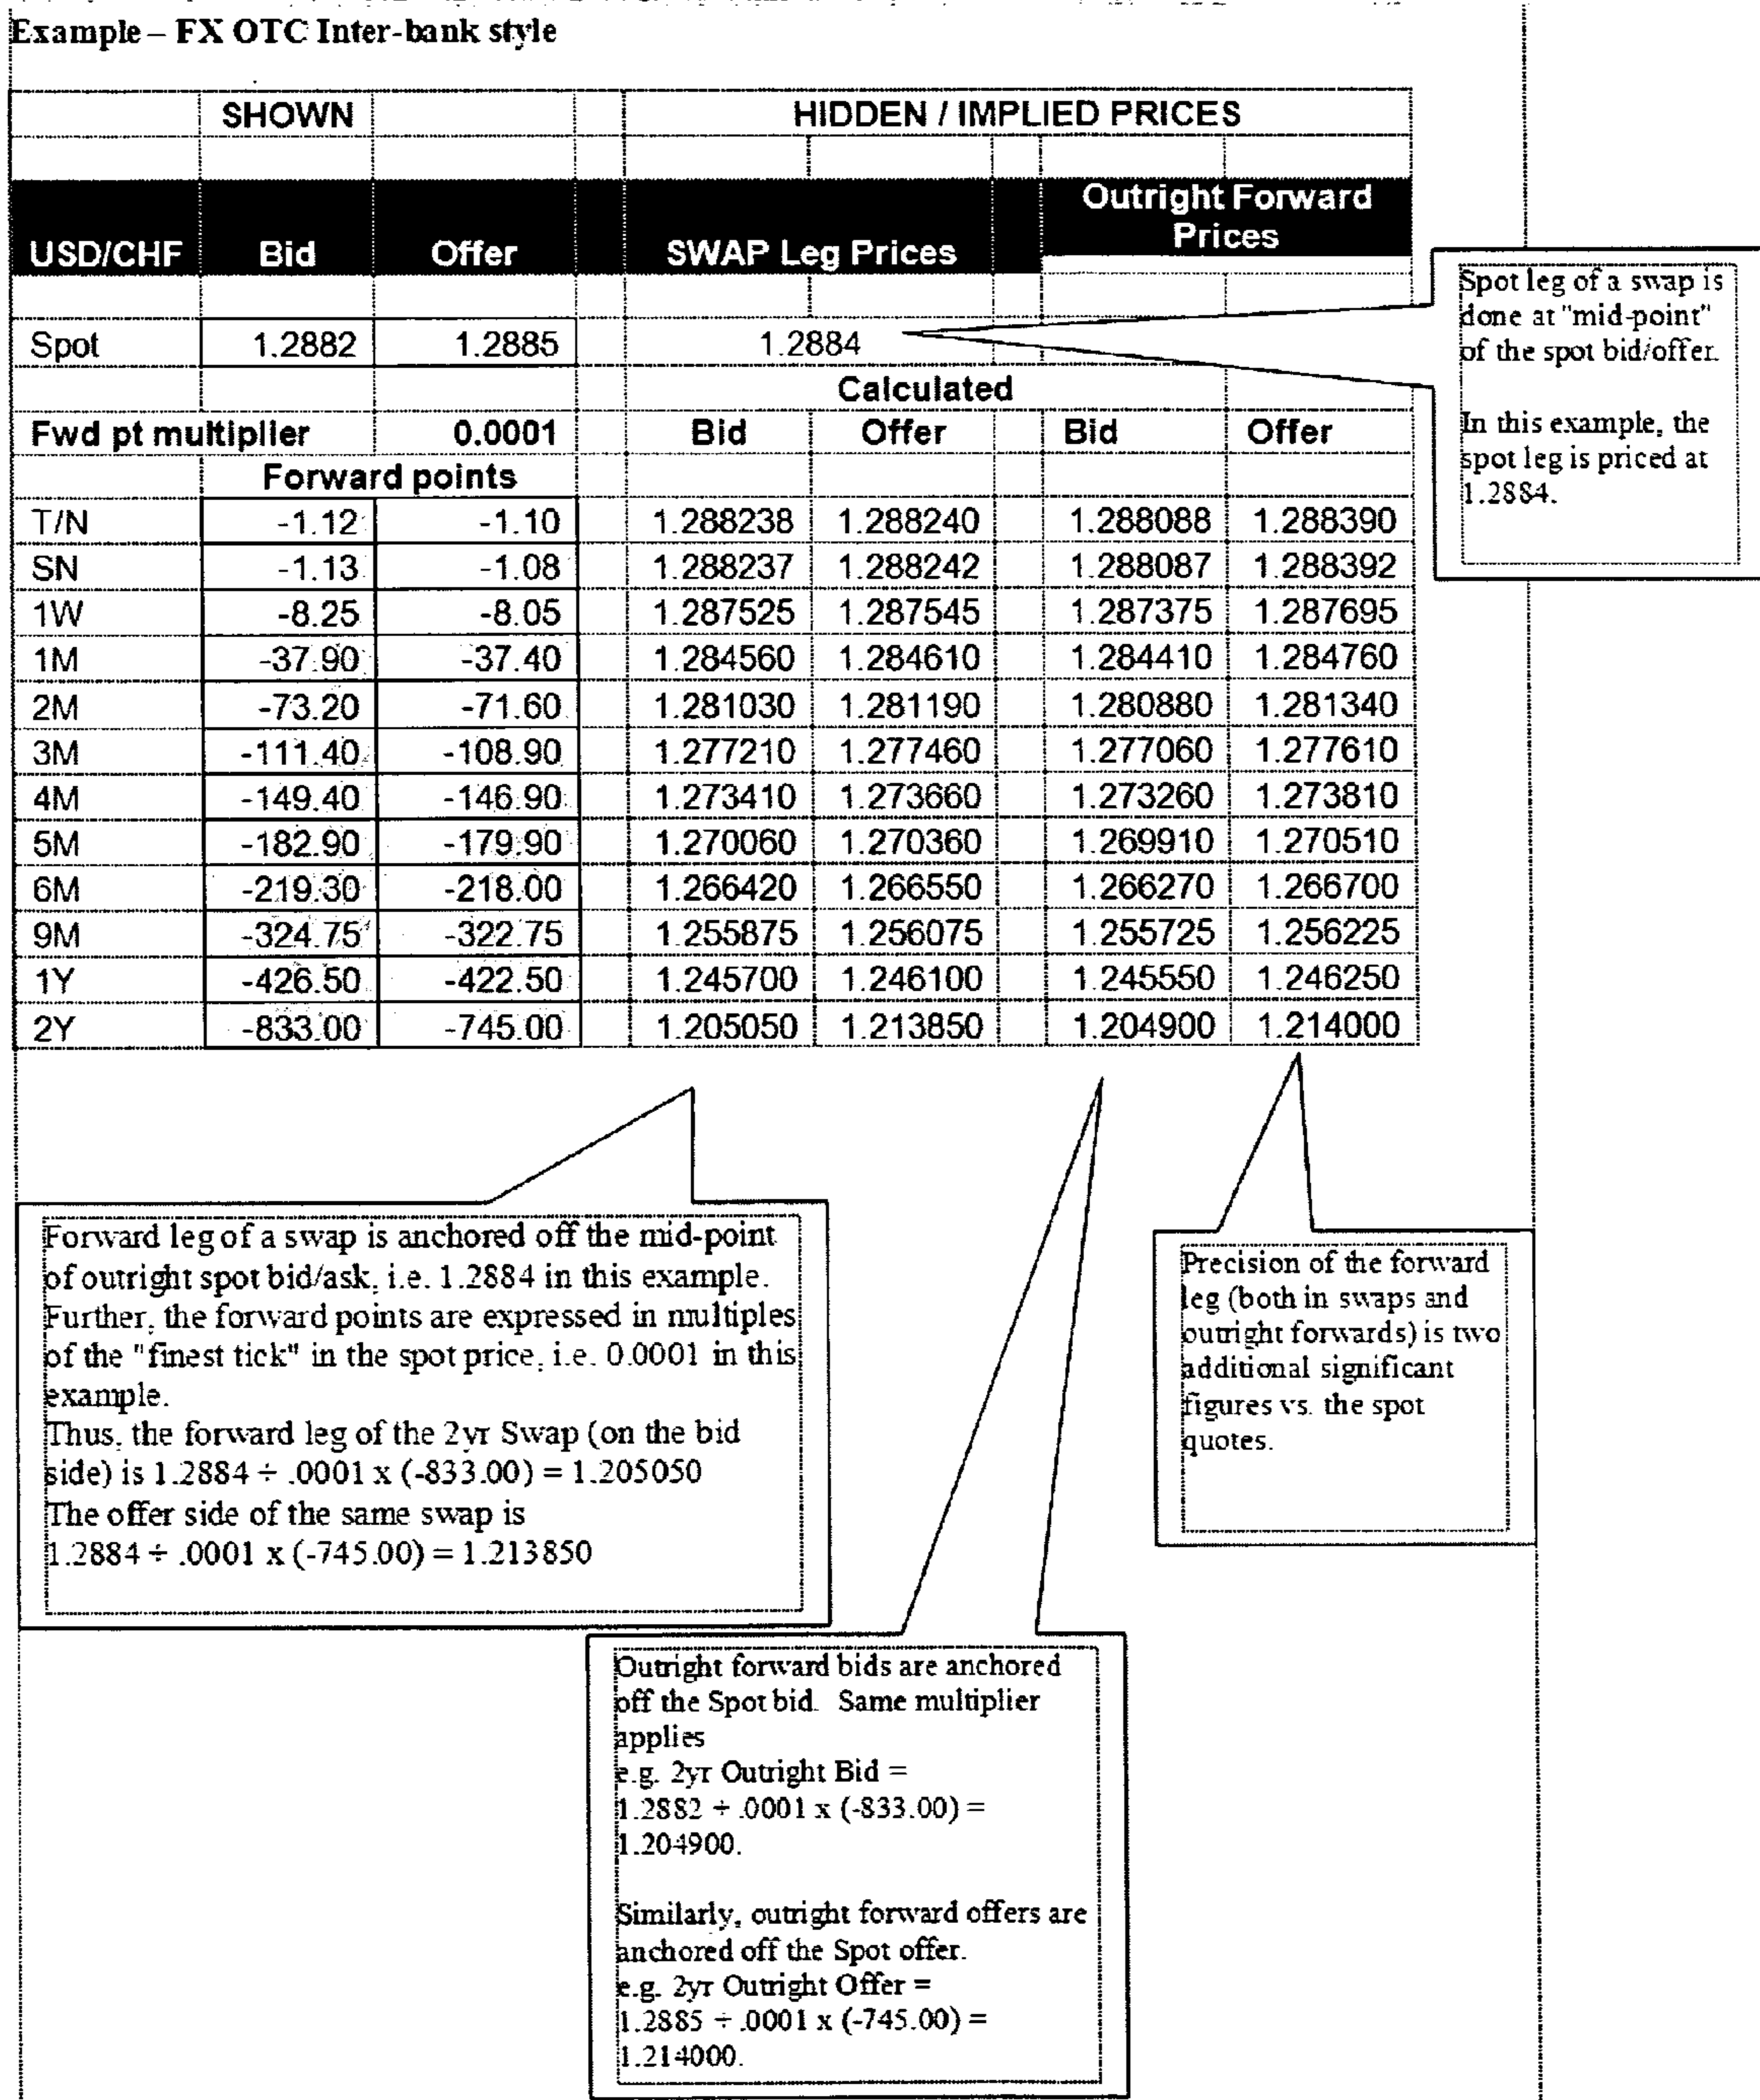 Example – FX OTC Inter-bank style
SHOWN HIDDEN / IMPLIED PRICES
Outright Forward
Prices
USD/CHF Bid Offer SWAP Leg Prices
Spot 1.2882 1.2885 1.2884
Calculated
Fwd pt multiplier 0.0001 Bid Offer Bid Offer
Forward points
T/N -1.12 -1.10 1.288238 1.288240 1.288088 1.288390
SN -1.13 -1.08 1.288237 1.288242 1.288087 1.288392
1W -8.25 -8.05 1.287525 1.287545 1.287375 1.287695
1M -37.90 -37.40 1.284560 1.284610 1.284410 1.284760
2M -73.20 -71.60 1.281030 1.281190 1.280880 1.281340
3M -111.40 -108.90 1.277210 1.277460 1.277060 1.277610
4M -149.40 -146.90 1.273410 1.273660 1.273260 1.273810
5M -182.90 -179.90 1.270060 1.270360 1.269910 1.270510
6M -219.30 -218.00 1.266420 1.266550 1.266270 1.266700
9M -324.75 -322.75 1.255875 1.256075 1.255725 1.256225
1Y -426.50 -422.50 1.245700 1.246100 1.245550 1.246250
2Y -833.00 -745.00 1.205050 1.213850 1.204900 1.214000
Spot leg of a swap is
done at "mid-point"
of the spot bid/offer.
In this example, the
spot leg is priced at
1.2884.
Forward leg of a swap is anchored off the mid-point
of outright spot bid/ask, i.e. 1.2884 in this example.
Further, the forward points are expressed in multiples
of the "finest tick" in the spot price, i.e. 0.0001 in this
example.
Thus, the forward leg of the 2yr Swap (on the bid
side) is 1.2884 ÷ .0001 x (-833.00) = 1.205050
The offer side of the same swap is
1.2884 ÷ .0001 x (-745.00) = 1.213850
Precision of the forward
leg (both in swaps and
outright forwards) is two
additional significant
figures vs. the spot
quotes.
Outright forward bids are anchored
off the Spot bid. Same multiplier
applies
e.g. 2yr Outright Bid =
1.2882 ÷ .0001 x (-833.00) =
1.204900.
Similarly, outright forward offers are
anchored off the Spot offer.
e.g. 2yr Outright Offer =
1.2885 ÷ .0001 x (-745.00) =
1.214000.